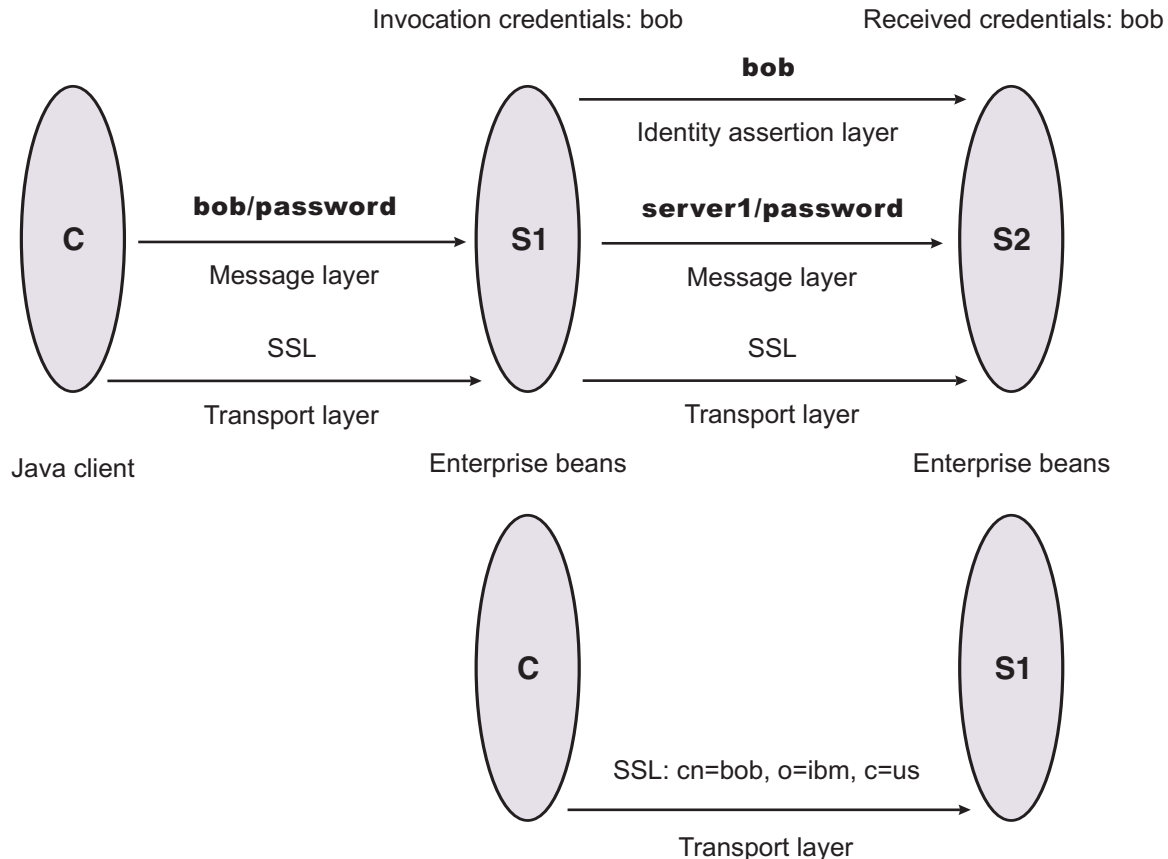 Invocation credentials: bob
Received credentials: bob
bob
Identity assertion layer
C
bob/password
Message layer
S1
server1/password
Message layer
S2
SSL
Transport layer
SSL
Transport layer
Java client
Enterprise beans
Enterprise beans
C
S1
SSL: cn=bob, o=ibm, c=us
Transport layer